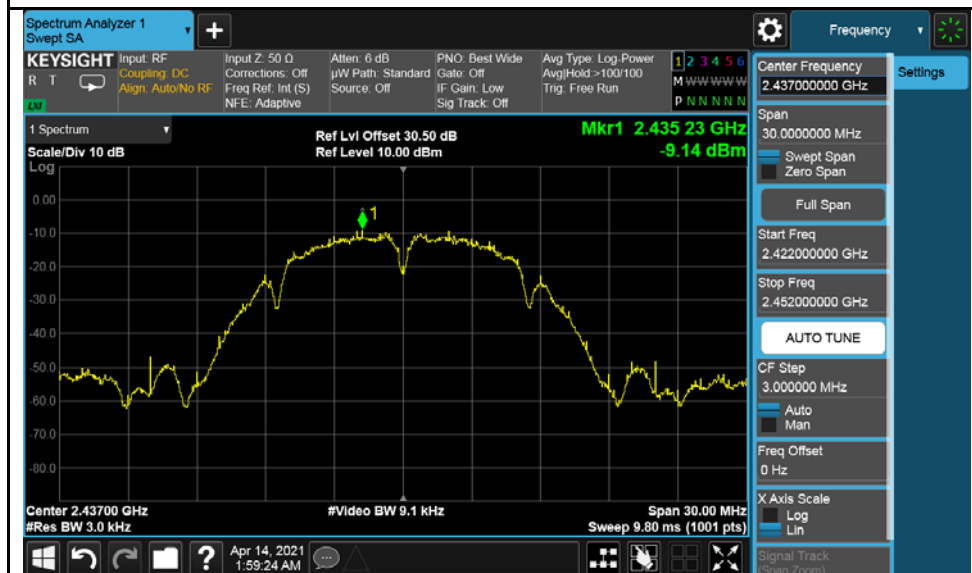 Spectrum Analyzer 1
Swept SA
+
Frequency
KEYSIGHT
R T
LXI
Input: RF
Coupling: DC
Align: Auto/No RF
Input Z: 50 Ω
Corrections: Off
Freq Ref: Int (S)
NFE: Adaptive
Atten: 6 dB
µW Path: Standard
Source: Off
PNO: Best Wide
Gate: Off
IF Gain: Low
Sig Track: Off
Avg Type: Log-Power
Avg|Hold:>100/100
Trig: Free Run
1 2 3 4 5 6
M W W W W W
P N N N N N
Center Frequency
2.437000000 GHz
Settings
Span
30.0000000 MHz
Swept Span
Zero Span
Full Span
Start Freq
2.422000000 GHz
Stop Freq
2.452000000 GHz
AUTO TUNE
CF Step
3.000000 MHz
Auto
Man
Freq Offset
0 Hz
X Axis Scale
Log
Lin
Signal Track
(Span Zoom)
1 Spectrum
Scale/Div 10 dB
Log
Ref Lvl Offset 30.50 dB
Ref Level 10.00 dBm
Mkr1 2.435 23 GHz
-9.14 dBm
1
0.00
-10.0
-20.0
-30.0
-40.0
-50.0
-60.0
-70.0
-80.0
Center 2.43700 GHz
#Res BW 3.0 kHz
#Video BW 9.1 kHz
Span 30.00 MHz
Sweep 9.80 ms (1001 pts)
?
Apr 14, 2021
1:59:24 AM